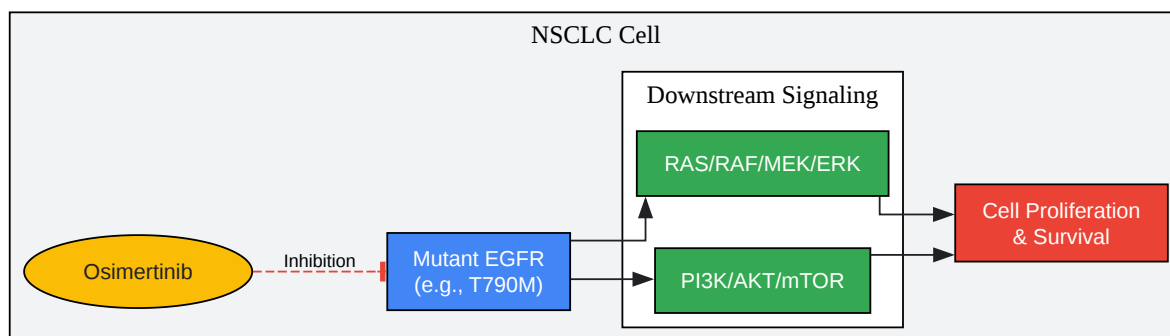 NSCLC Cell
Downstream Signaling
RAS/RAF/MEK/ERK
Cell Proliferation
& Survival
Inhibition
Osimertinib
Mutant EGFR
(e.g., T790M)
PI3K/AKT/mTOR